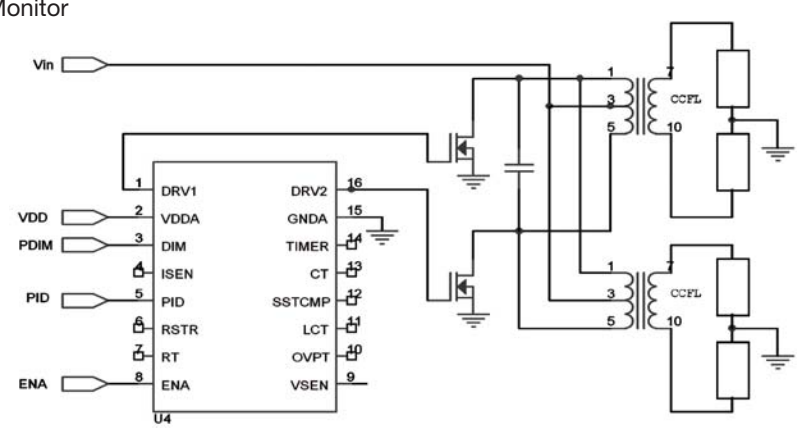 Monitor
Vin
1
7
3
CCFL
5
10
1 DRV1 DRV2 16
VDD 2 VDDA GNDA 15
PDIM 3 DIM TIMER 14
4 ISEN CT 13
PID 5 PID SSTCMP 12
6 RSTR LCT 11
7 RT OVPT 10
ENA 8 ENA VSEN 9
U4
1
7
3
CCFL
5
10